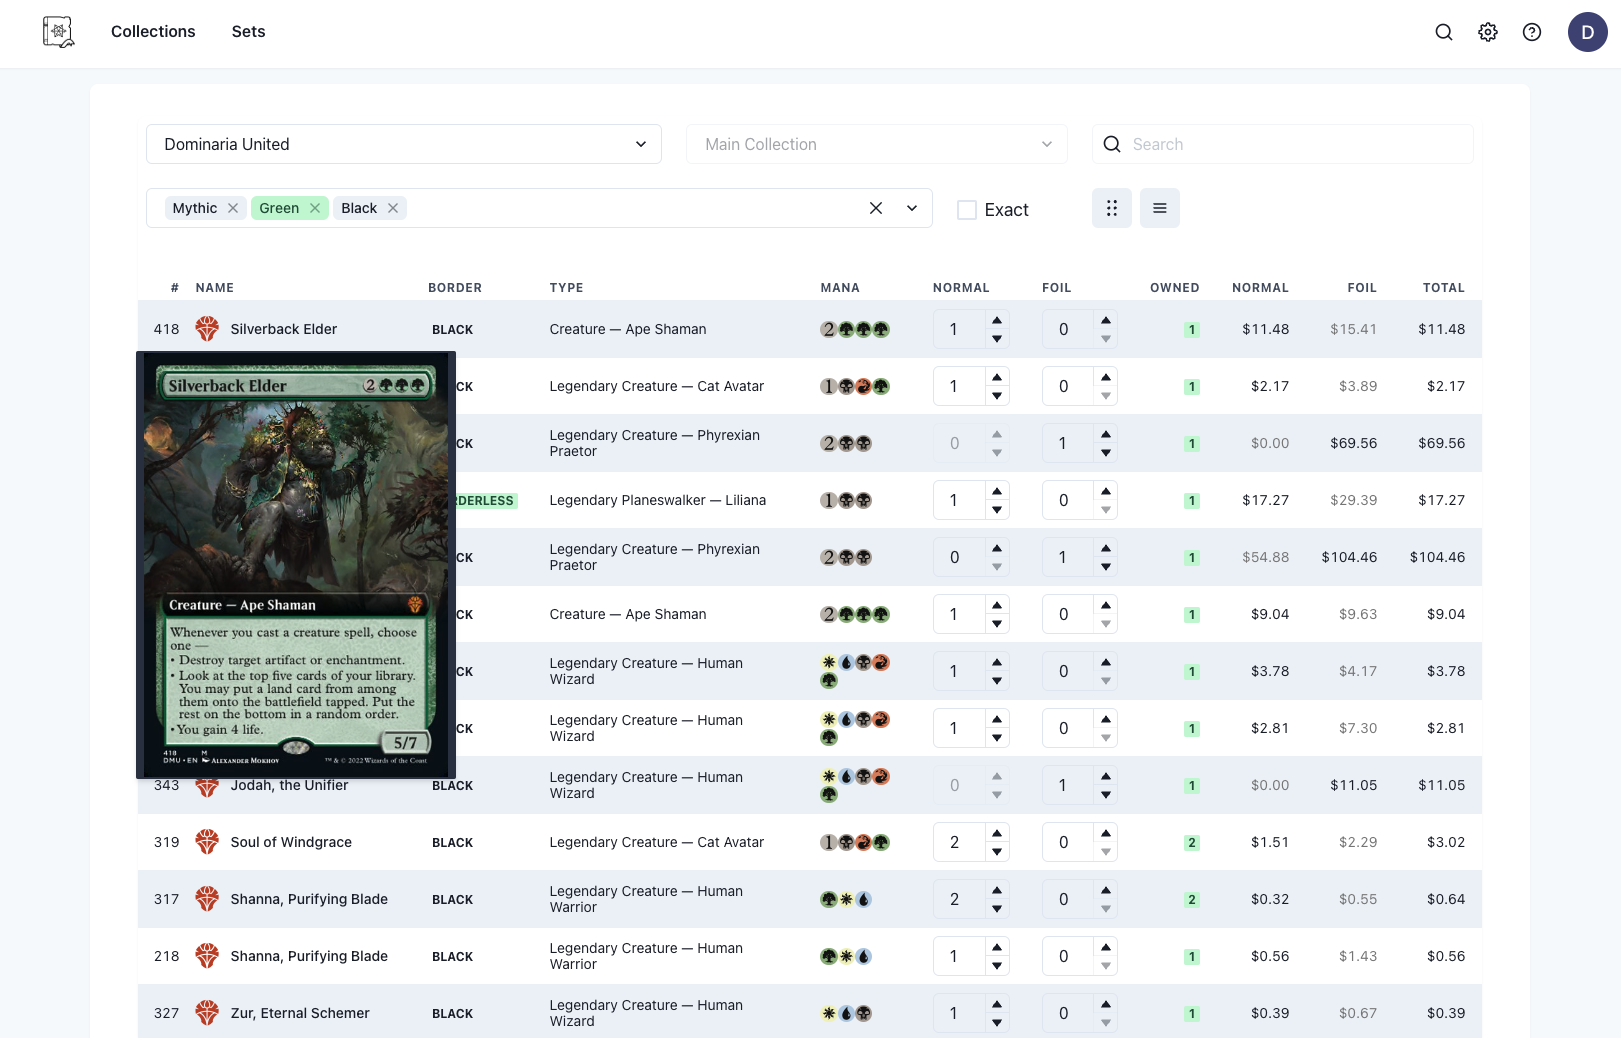 Collections Sets D
Dominaria United Main Collection Search
Mythic Green Black Exact
# NAME BORDER TYPE MANA NORMAL FOIL OWNED NORMAL FOIL TOTAL
418 Silverback Elder BLACK Creature — Ape Shaman 2 1 0 1 $11.48 $15.41 $11.48
CK Legendary Creature — Cat Avatar 1 1 0 1 $2.17 $3.89 $2.17
CK Legendary Creature — Phyrexian
Praetor 2 0 1 1 $0.00 $69.56 $69.56
RDERLESS Legendary Planeswalker — Liliana 1 1 0 1 $17.27 $29.39 $17.27
CK Legendary Creature — Phyrexian
Praetor 2 0 1 1 $54.88 $104.46 $104.46
CK Creature — Ape Shaman 2 1 0 1 $9.04 $9.63 $9.04
CK Legendary Creature — Human
Wizard 1 0 1 $3.78 $4.17 $3.78
CK Legendary Creature — Human
Wizard 1 0 1 $2.81 $7.30 $2.81
Silverback Elder 2
Creature — Ape Shaman
Whenever you cast a creature spell, choose
one —
• Destroy target artifact or enchantment.
• Look at the top five cards of your library.
You may put a land card from among
them onto the battlefield tapped. Put the
rest on the bottom in a random order.
• You gain 4 life.
5/7
418 M
DMU • EN ALEXANDER MOKHOV ™ & © 2022 Wizards of the Coast
343 Jodah, the Unifier BLACK Legendary Creature — Human
Wizard 0 1 1 $0.00 $11.05 $11.05
319 Soul of Windgrace BLACK Legendary Creature — Cat Avatar 1 2 0 2 $1.51 $2.29 $3.02
317 Shanna, Purifying Blade BLACK Legendary Creature — Human
Warrior 2 0 2 $0.32 $0.55 $0.64
218 Shanna, Purifying Blade BLACK Legendary Creature — Human
Warrior 1 0 1 $0.56 $1.43 $0.56
327 Zur, Eternal Schemer BLACK Legendary Creature — Human
Wizard 1 0 1 $0.39 $0.67 $0.39